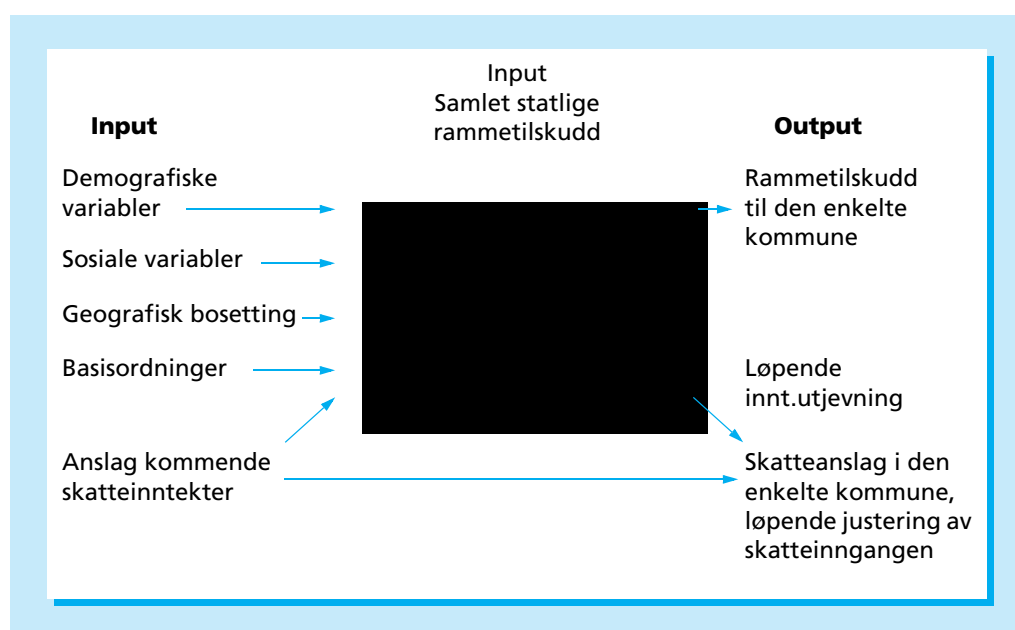 Input
Samlet statlige
rammetilskudd
Input
Output
Demografiske
variabler
Sosiale variabler
Geografisk bosetting
Basisordninger
Anslag kommende
skatteinntekter
Rammetilskudd
til den enkelte
kommune
Løpende
innt.utjevning
Skatteanslag i den
enkelte kommune,
løpende justering av
skatteinngangen